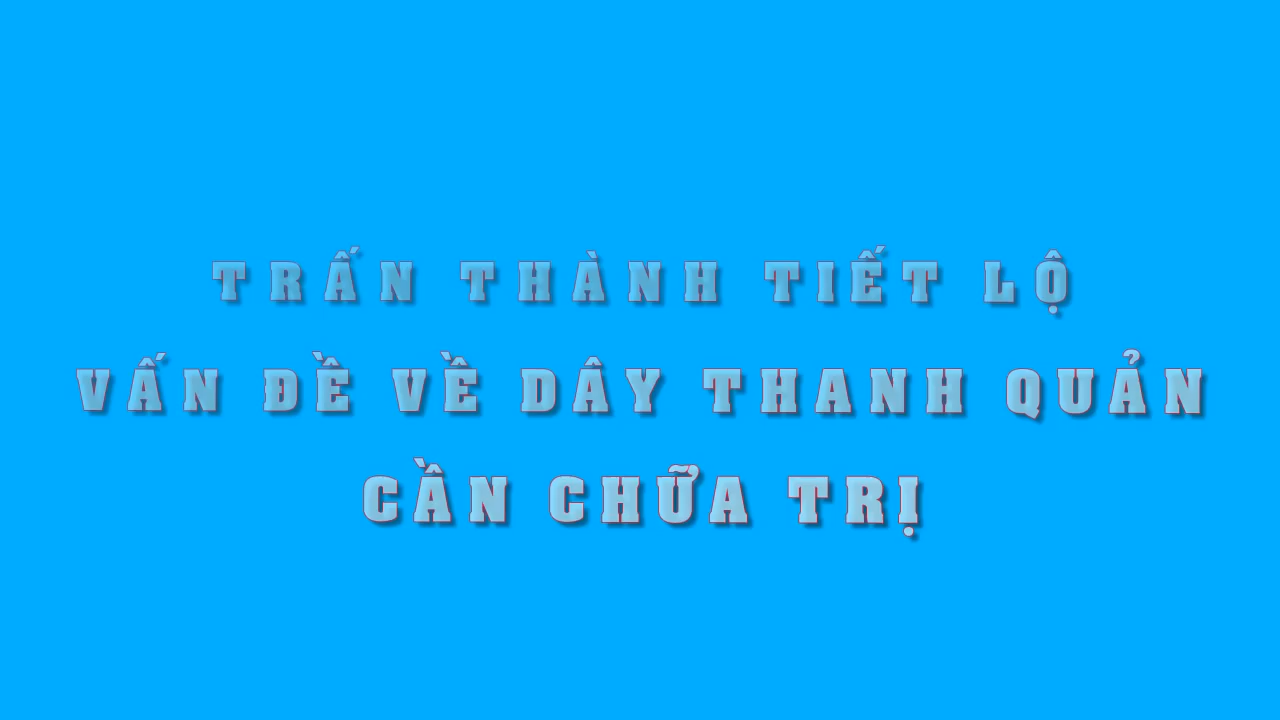 TRẤN THÀNH TIẾT LỘ
VẤN ĐỀ VỀ DÂY THANH QUẢN
CẦN CHỮA TRỊ